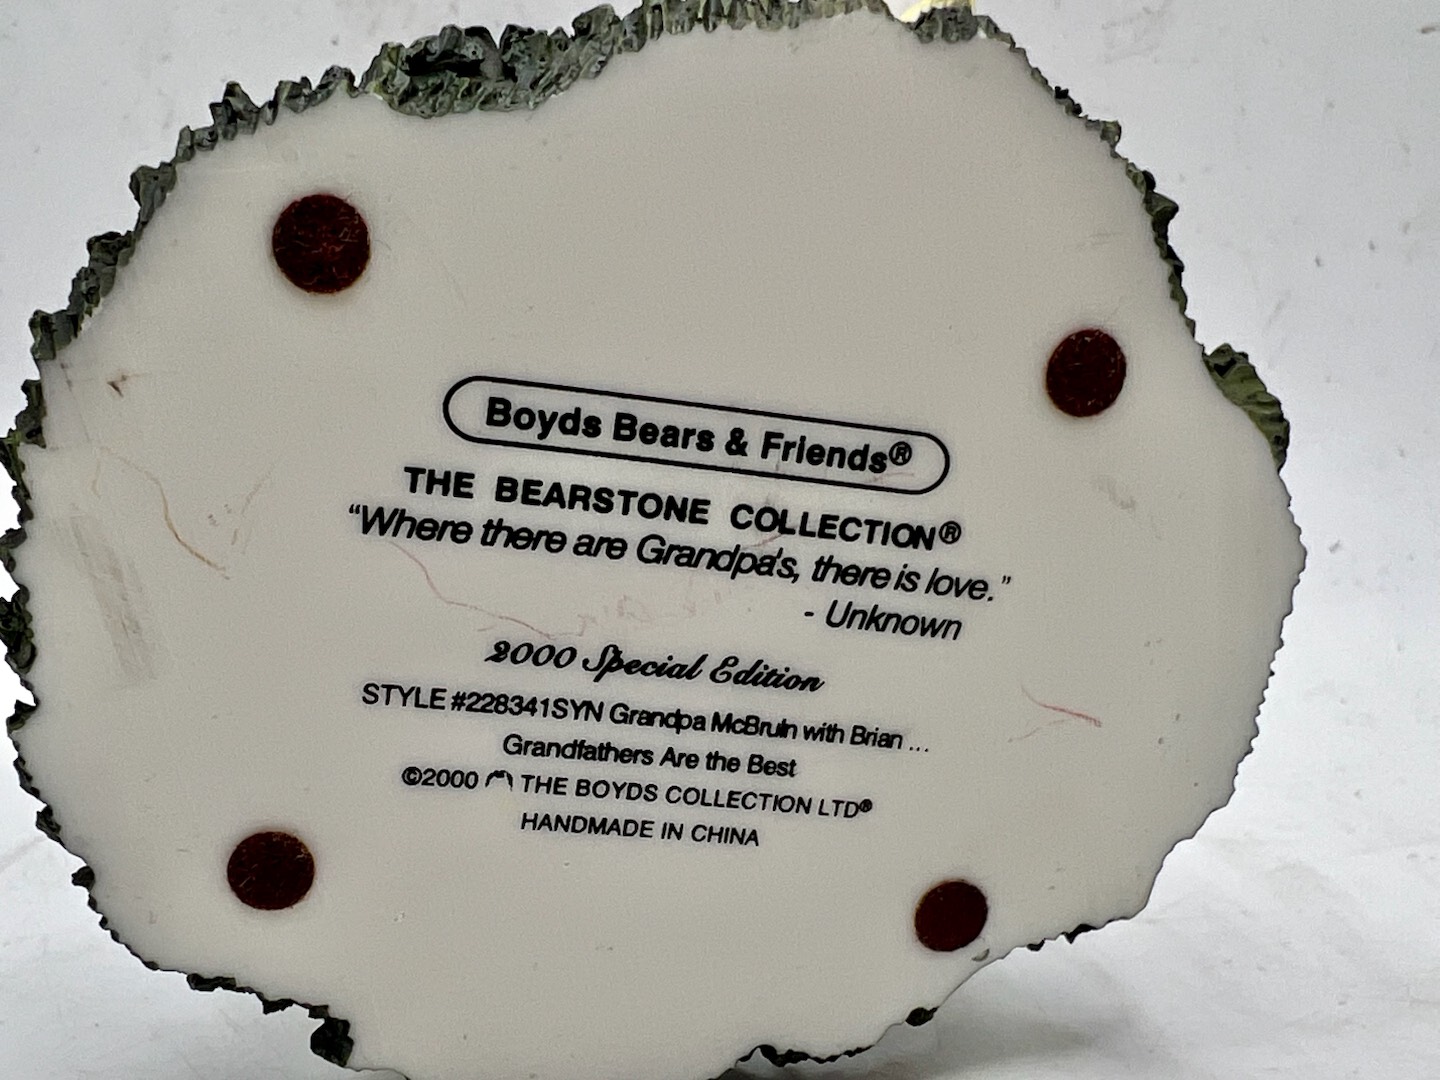 Boyds Bears & Friends®
THE BEARSTONE COLLECTION®
“Where there are Grandpa's, there is love.”
- Unknown
2000 Special Edition
STYLE #228341SYN Grandpa McBruin with Brian ...
Grandfathers Are the Best
©2000 THE BOYDS COLLECTION LTD®
HANDMADE IN CHINA